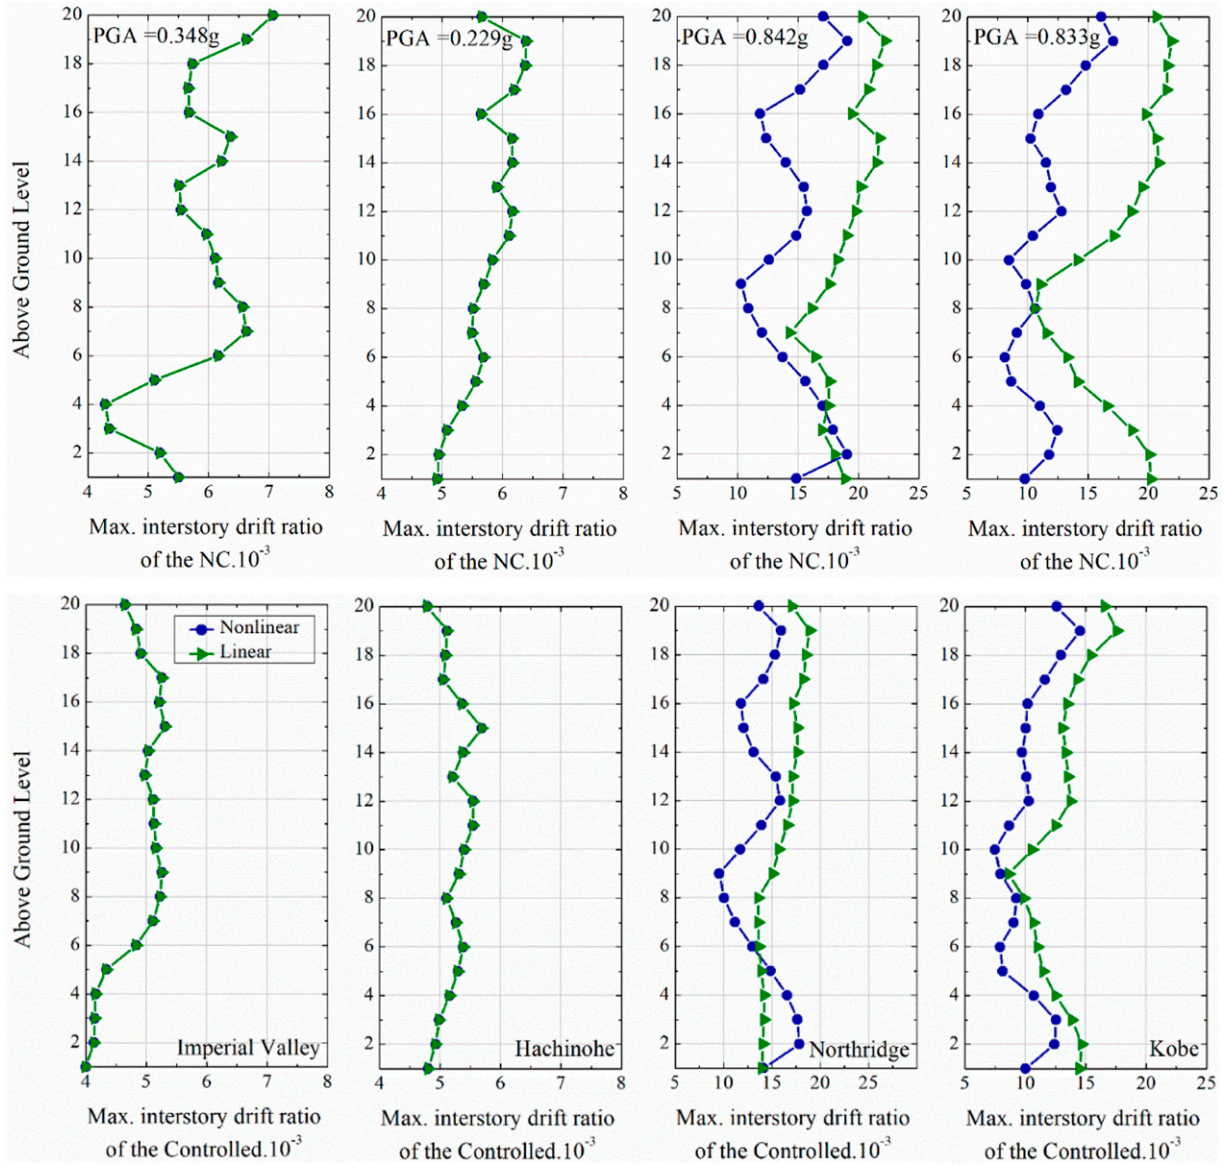 PGA =0.348g
PGA =0.229g
PGA =0.842g
PGA =0.833g
Above Ground Level
20
18
16
14
12
10
8
6
4
2
4 5 6 7 8
20
18
16
14
12
10
8
6
4
2
4 5 6 7 8
20
18
16
14
12
10
8
6
4
2
5 10 15 20 25
20
18
16
14
12
10
8
6
4
2
5 10 15 20 25
Max. interstory drift ratio
of the NC.10⁻³
Max. interstory drift ratio
of the NC.10⁻³
Max. interstory drift ratio
of the NC.10⁻³
Max. interstory drift ratio
of the NC.10⁻³
Nonlinear
Linear
Above Ground Level
20
18
16
14
12
10
8
6
4
2
4 5 6 7 8
Imperial Valley
20
18
16
14
12
10
8
6
4
2
4 5 6 7 8
Hachinohe
20
18
16
14
12
10
8
6
4
2
5 10 15 20 25
Northridge
20
18
16
14
12
10
8
6
4
2
5 10 15 20 25
Kobe
Max. interstory drift ratio
of the Controlled.10⁻³
Max. interstory drift ratio
of the Controlled.10⁻³
Max. interstory drift ratio
of the Controlled.10⁻³
Max. interstory drift ratio
of the Controlled.10⁻³